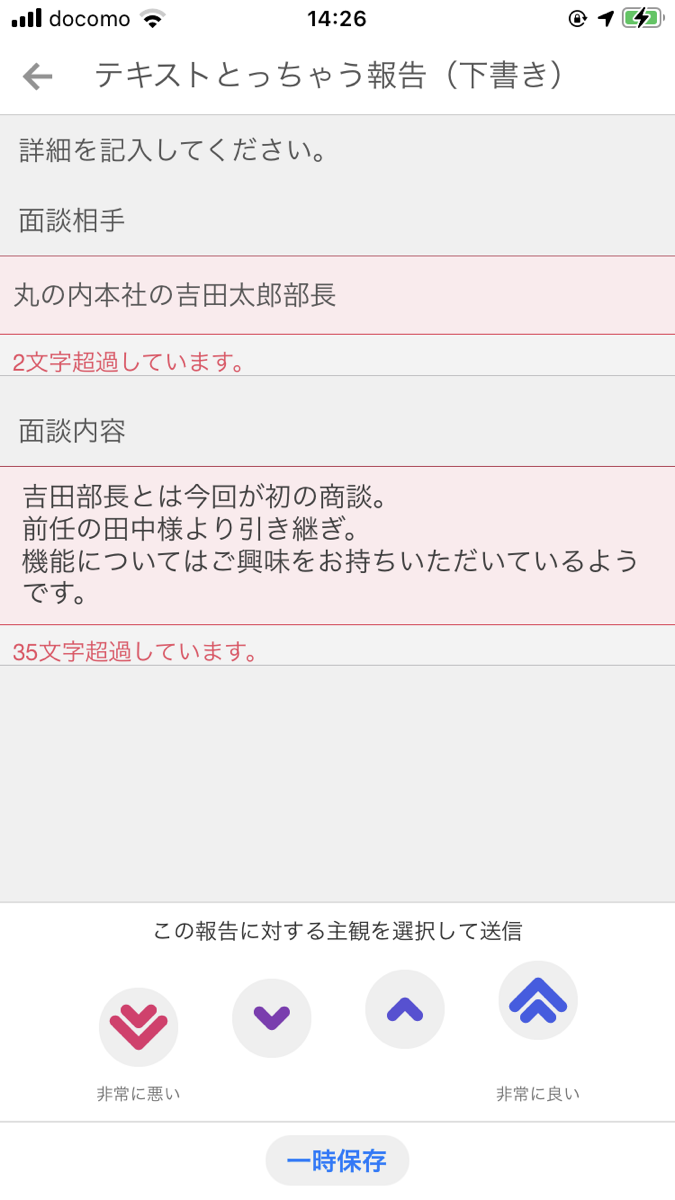 docomo 14:26
テキストとっちゃう報告（下書き）
詳細を記入してください。
面談相手
丸の内本社の吉田太郎部長
2文字超過しています。
面談内容
吉田部長とは今回が初の商談。
前任の田中様より引き継ぎ。
機能についてはご興味をお持ちいただいているよう
です。
35文字超過しています。
この報告に対する主観を選択して送信
非常に悪い 非常に良い
一時保存